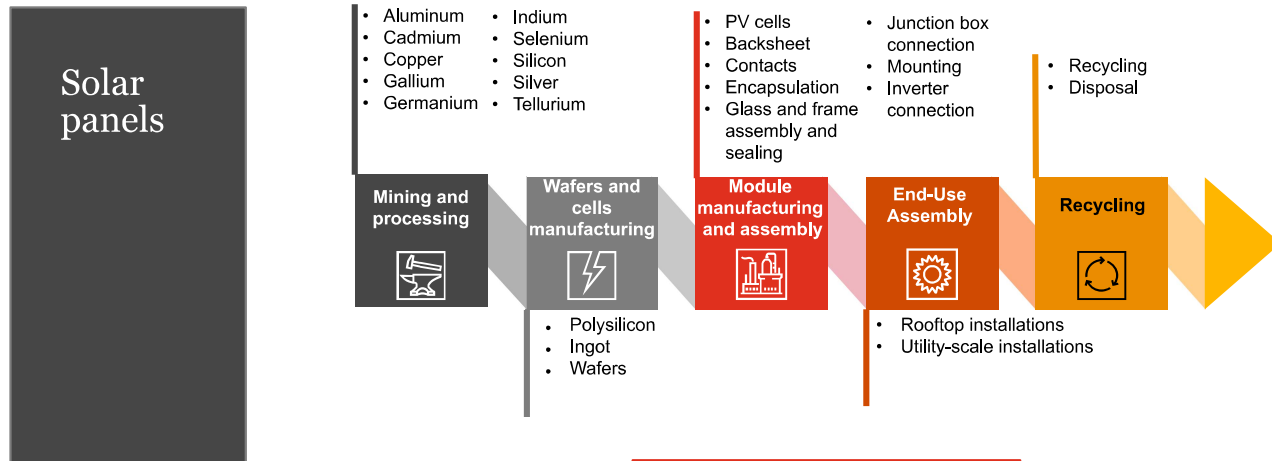 Solar
panels
• Aluminum
• Cadmium
• Copper
• Gallium
• Germanium
• Indium
• Selenium
• Silicon
• Silver
• Tellurium
• PV cells
• Backsheet
• Contacts
• Encapsulation
• Glass and frame
assembly and
sealing
• Junction box
connection
• Mounting
• Inverter
connection
• Recycling
• Disposal
Mining and
processing
Wafers and
cells
manufacturing
Module
manufacturing
and assembly
End-Use
Assembly
Recycling
• Polysilicon
• Ingot
• Wafers
• Rooftop installations
• Utility-scale installations